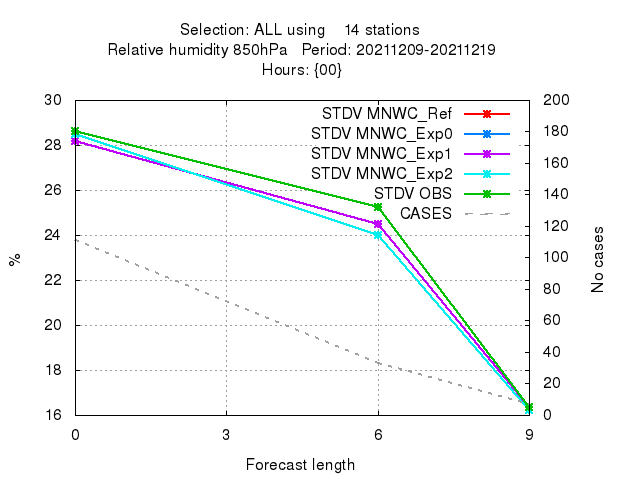 Selection: ALL using    14 stations
Relative humidity 850hPa   Period: 20211209-20211219
Hours: {00}
30
28
26
24
22
20
18
16
%
200
180
160
140
120
100
80
60
40
20
0
No cases
STDV MNWC_Ref
STDV MNWC_Exp0
STDV MNWC_Exp1
STDV MNWC_Exp2
STDV OBS
CASES
0
3
6
9
Forecast length